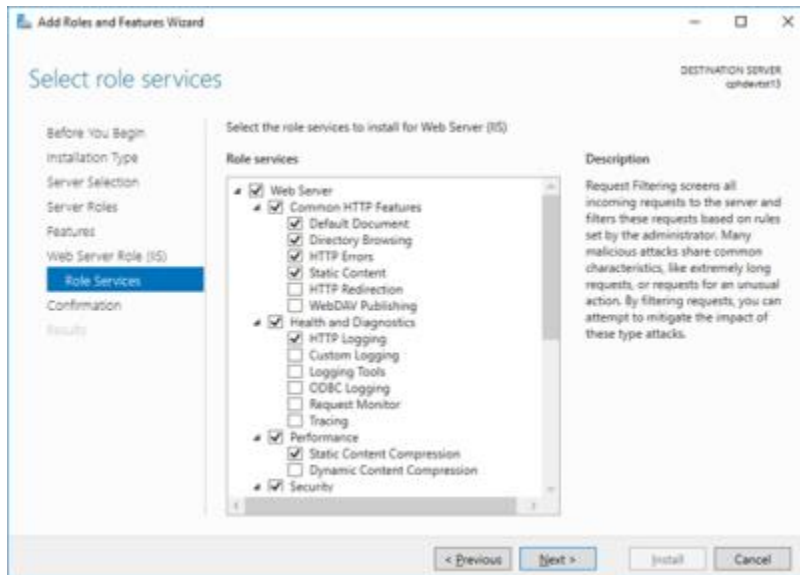 Add Roles and Features Wizard
Select role services
DESTINATION SERVER
cphdevtst13
Before You Begin
Installation Type
Server Selection
Server Roles
Features
Web Server Role (IIS)
Role Services
Confirmation
Results
Select the role services to install for Web Server (IIS)
Role services
Web Server
Common HTTP Features
Default Document
Directory Browsing
HTTP Errors
Static Content
HTTP Redirection
WebDAV Publishing
Health and Diagnostics
HTTP Logging
Custom Logging
Logging Tools
ODBC Logging
Request Monitor
Tracing
Performance
Static Content Compression
Dynamic Content Compression
Security
Description
Request Filtering screens all
incoming requests to the server and
filters these requests based on rules
set by the administrator. Many
malicious attacks share common
characteristics, like extremely long
requests, or requests for an unusual
action. By filtering requests, you can
attempt to mitigate the impact of
these type attacks.
< Previous
Next >
Install
Cancel